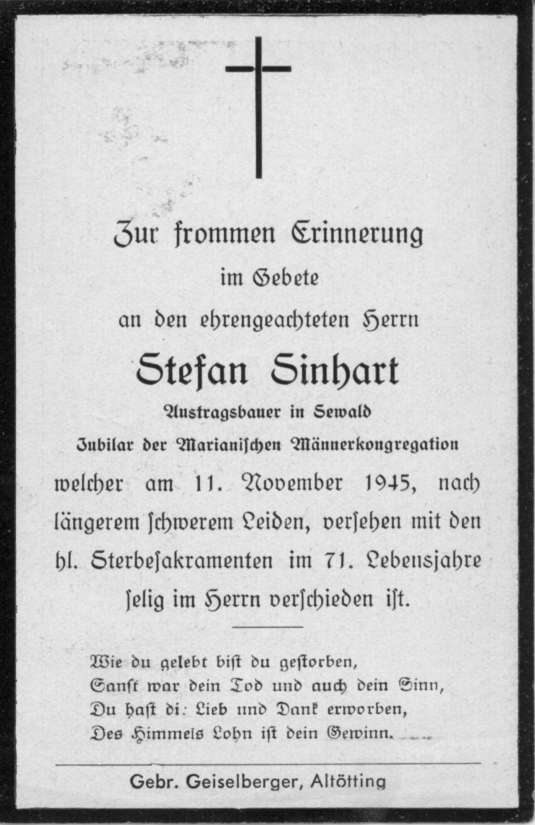 Zur frommen Erinnerung
im Gebete
an den ehrengeachteten Herrn
Stefan Sinhart
Austragsbauer in Sewald
Jubilar der Marianischen Männerkongregation
welcher am 11. November 1945, nach
längerem schwerem Leiden, versehen mit den
hl. Sterbesakramenten im 71. Lebensjahre
selig im Herrn verschieden ist.
Wie du gelebt bist du gestorben,
Sanft war dein Tod und auch dein Sinn,
Du hast di: Lieb und Dank erworben,
Des Himmels Lohn ist dein Gewinn.
Gebr. Geiselberger, Altötting